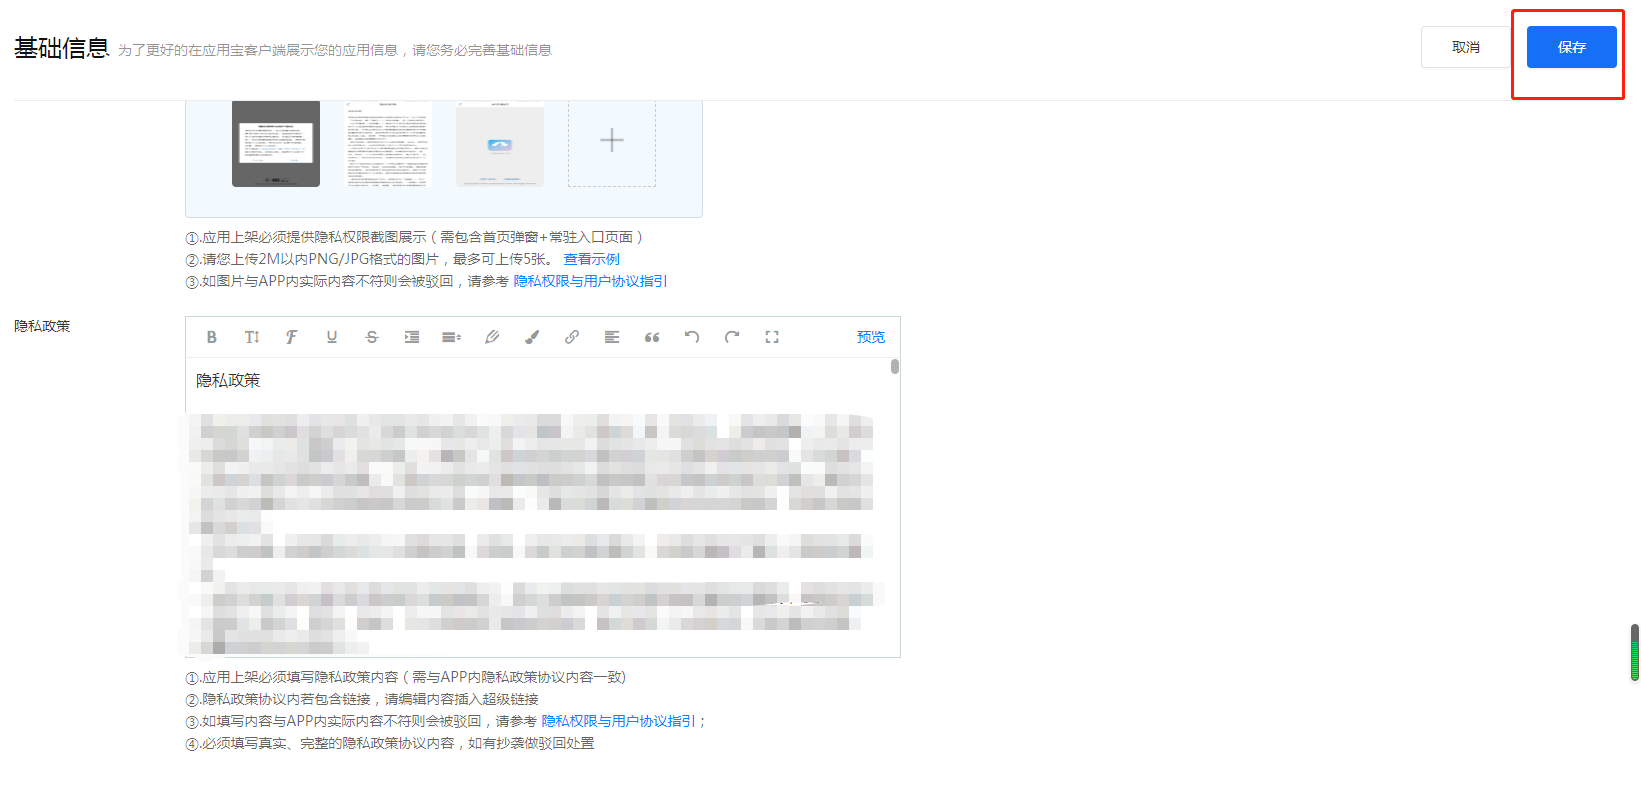 基础信息 为了更好的在应用宝客户端展示您的应用信息，请您务必完善基础信息
取消
保存
①.应用上架必须提供隐私权限截图展示（需包含首页弹窗+常驻入口页面）
②.请您上传2M以内PNG/JPG格式的图片，最多可上传5张。 查看示例
③.如图片与APP内实际内容不符则会被驳回，请参考 隐私权限与用户协议指引
隐私政策
预览
隐私政策
①.应用上架必须填写隐私政策内容（需与APP内隐私政策协议内容一致)
②.隐私政策协议内若包含链接，请编辑内容插入超级链接
③.如填写内容与APP内实际内容不符则会被驳回，请参考 隐私权限与用户协议指引；
④.必须填写真实、完整的隐私政策协议内容，如有抄袭做驳回处置